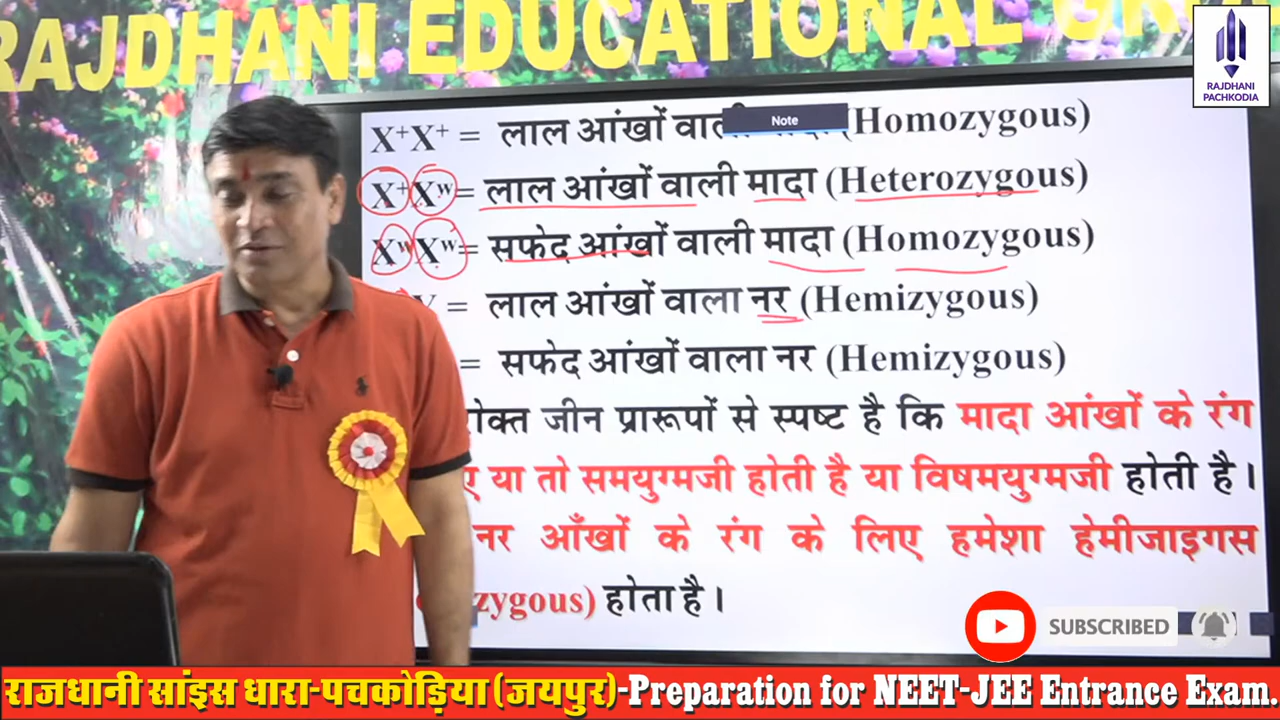 RAJDHANI EDUCATIONAL
RAJDHANI
PACHKODIA
Note
X⁺X⁺ = लाल आंखों वाली (Homozygous)
X⁺Xʷ = लाल आंखों वाली मादा (Heterozygous)
XʷXʷ = सफेद आंखों वाली मादा (Homozygous)
Y = लाल आंखों वाला नर (Hemizygous)
= सफेद आंखों वाला नर (Hemizygous)
जीन प्रारूपों से स्पष्ट है कि मादा आंखों के रंग
या तो समयुग्मजी होती है या विषमयुग्मजी होती है।
नर आँखों के रंग के लिए हमेशा हेमीजाइगस
zygous) होता है।
SUBSCRIBED
राजधानी सांइस धारा-पचकोड़िया (जयपुर)-Preparation for NEET-JEE Entrance Exam.